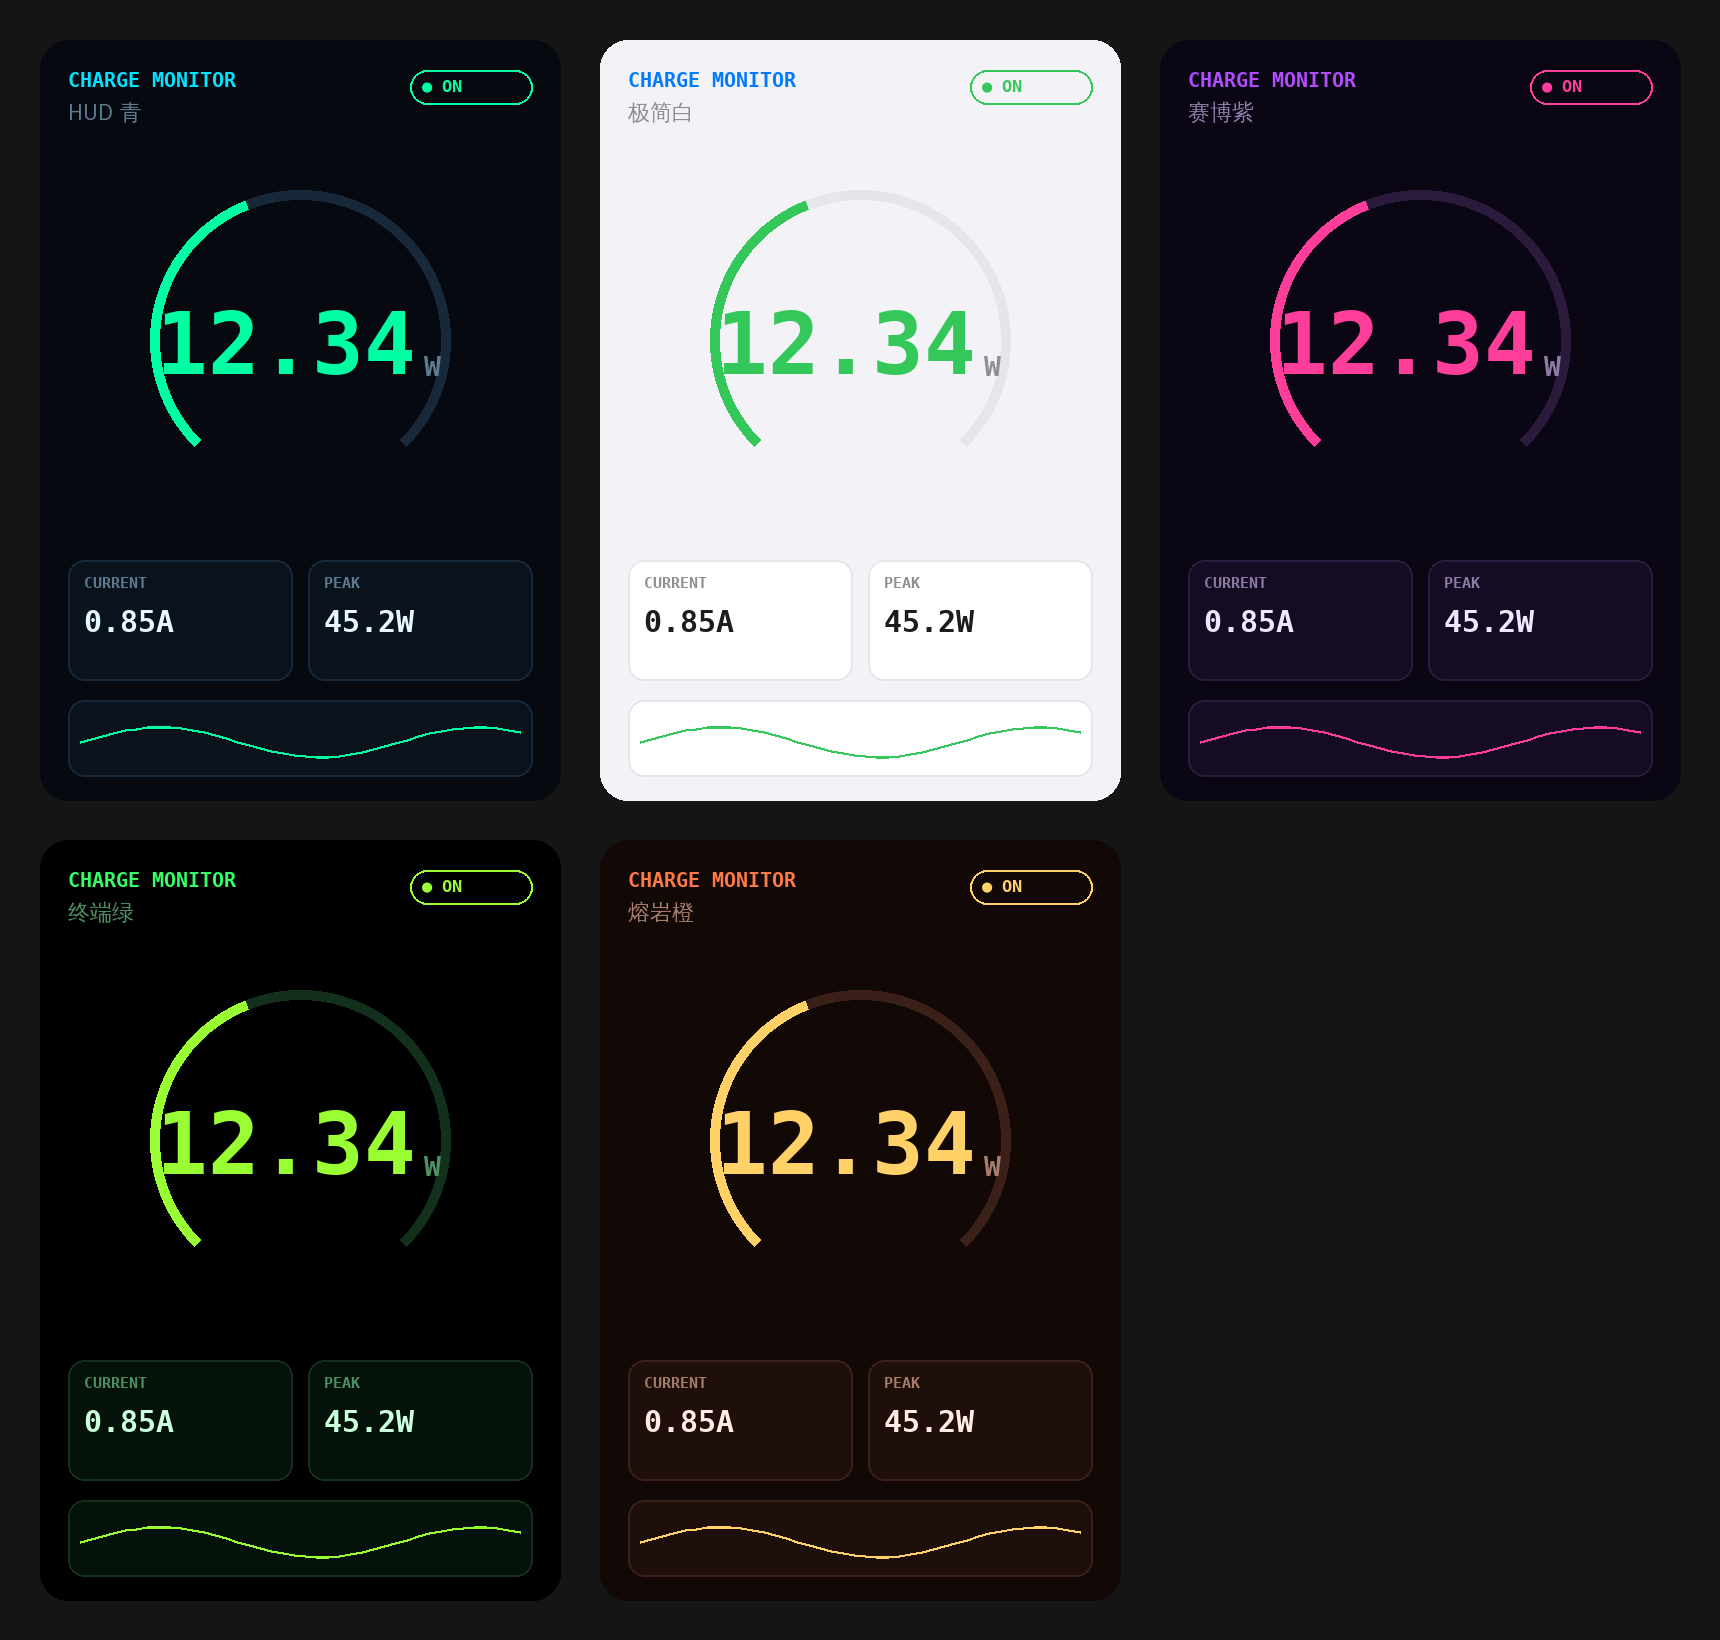 CHARGE MONITOR
ON
HUD 青
12.34 W
CURRENT
0.85A
PEAK
45.2W
CHARGE MONITOR
ON
极简白
12.34 W
CURRENT
0.85A
PEAK
45.2W
CHARGE MONITOR
ON
赛博紫
12.34 W
CURRENT
0.85A
PEAK
45.2W
CHARGE MONITOR
ON
终端绿
12.34 W
CURRENT
0.85A
PEAK
45.2W
CHARGE MONITOR
ON
熔岩橙
12.34 W
CURRENT
0.85A
PEAK
45.2W